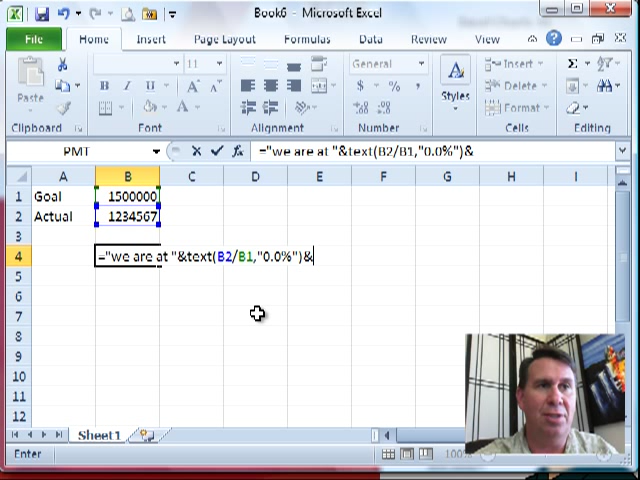 Book6 - Microsoft Excel
File Home Insert Page Layout Formulas Data Review View
11 General Insert
Paste B I U $ % , Styles Delete
Format
Clipboard Font Alignment Number Cells Editing
PMT ="we are at "&text(B2/B1,"0.0%")&
A B C D E F G H I
1 Goal 1500000
2 Actual 1234567
3
4 ="we are at "&text(B2/B1,"0.0%")&
5
6
7
8
9
10
11
12
Sheet1
Enter 100%